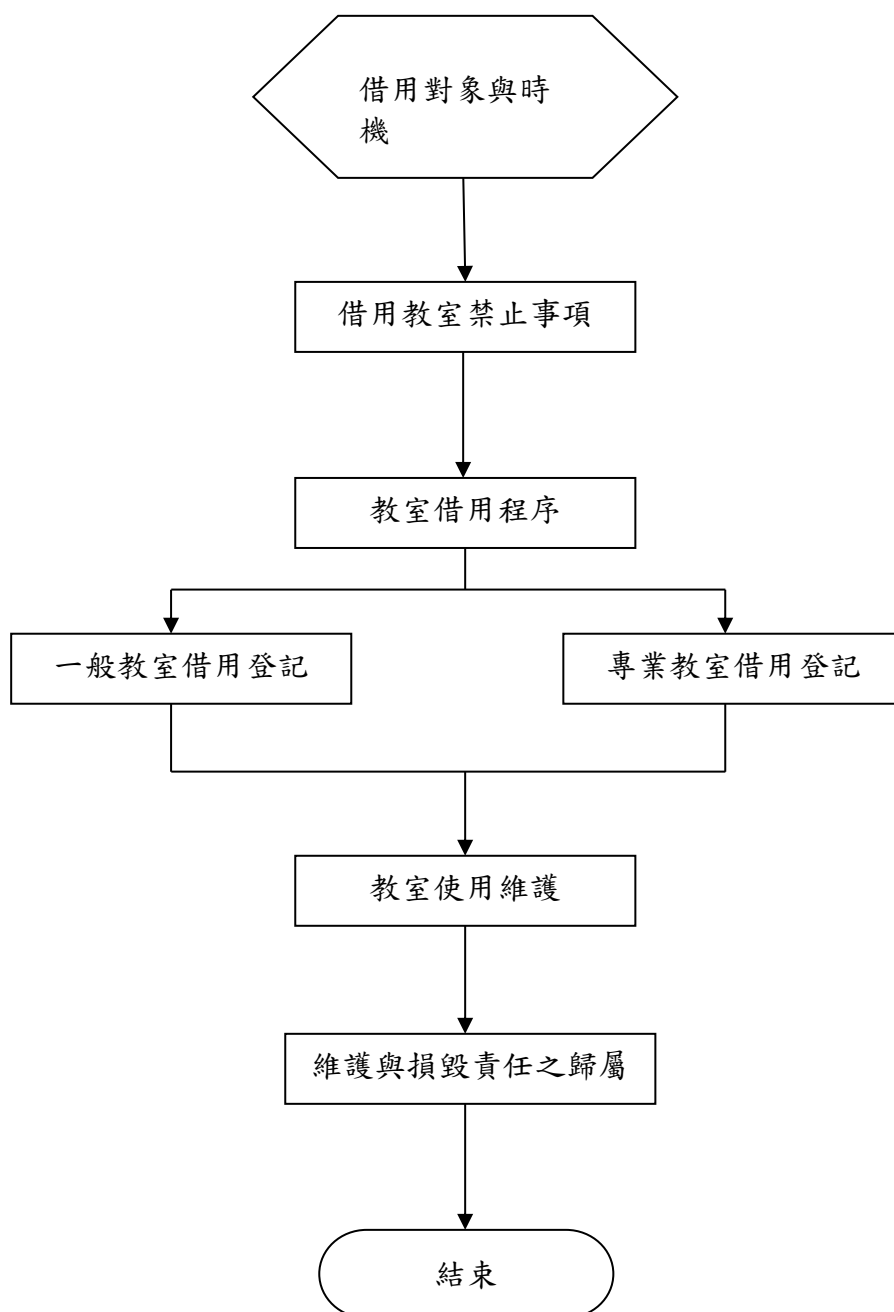 借用對象與時
機
借用教室禁止事項
教室借用程序
一般教室借用登記
專業教室借用登記
教室使用維護
維護與損毀責任之歸屬
結束